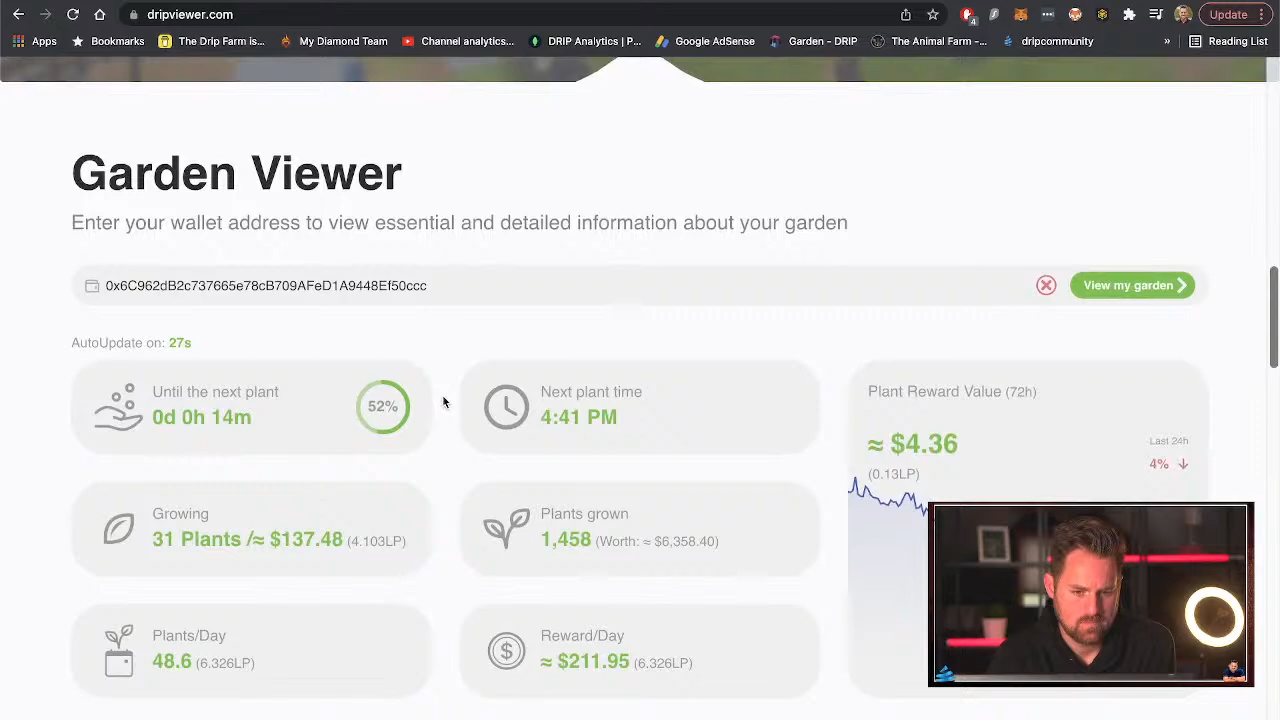 dripviewer.com
4
Update
Apps
Bookmarks
The Drip Farm is...
My Diamond Team
Channel analytics...
DRIP Analytics | P...
Google AdSense
Garden – DRIP
The Animal Farm –...
dripcommunity
»
Reading List
Garden Viewer
Enter your wallet address to view essential and detailed information about your garden
0x6C962dB2c737665e78cB709AFeD1A9448Ef50ccc
View my garden
AutoUpdate on: 27s
Until the next plant
0d 0h 14m
52%
Next plant time
4:41 PM
Plant Reward Value (72h)
≈ $4.36
(0.13LP)
Last 24h
4% ↓
Growing
31 Plants /≈ $137.48 (4.103LP)
Plants grown
1,458 (Worth: ≈ $6,358.40)
Plants/Day
48.6 (6.326LP)
Reward/Day
≈ $211.95 (6.326LP)